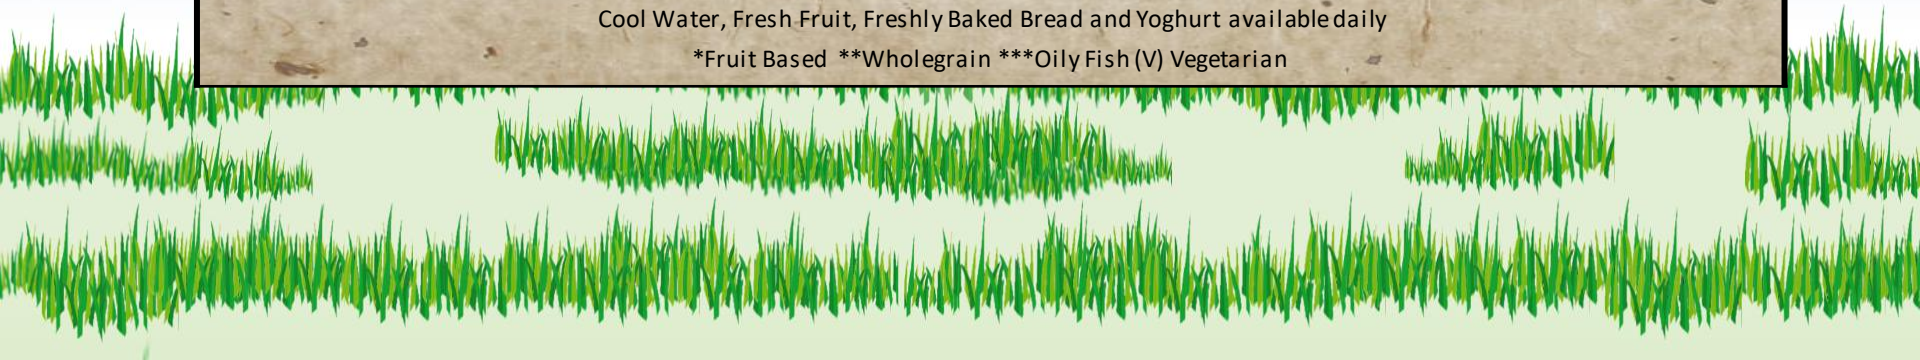 Cool Water, Fresh Fruit, Freshly Baked Bread and Yoghurt available daily
*Fruit Based **Wholegrain ***Oily Fish (V) Vegetarian